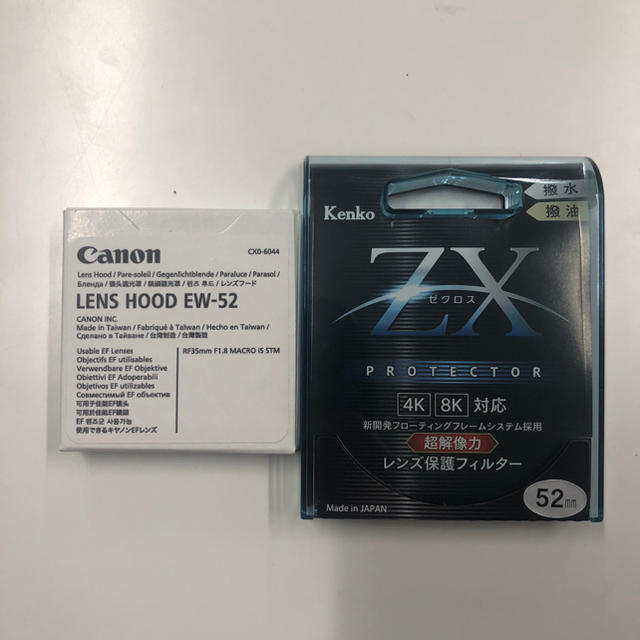 Canon
CX0-6044
Lens Hood / Pare-soleil / Gegenlichtblende / Paraluce / Parasol /
Бленда / 镜头遮光罩 / 鏡頭遮光罩 / 렌즈 후드 / レンズフード
LENS HOOD EW-52
CANON INC.
Made in Taiwan / Fabriqué à Taïwan / Hecho en Taiwan /
Сделано в Тайване / 台湾制造 / 台灣製造
Usable EF Lenses
RF35mm F1.8 MACRO IS STM
Objectifs EF utilisables
Verwendbare EF Objektive
Obiettivi EF Adoperabili
Objetivos EF utilizables
Совместимый EF объектив
可用于佳能EF镜头
可用於佳能EF鏡頭
EF 렌즈군 사용가능
使用できるキヤノンEFレンズ
Kenko
撥水
撥油
ZX
ゼクロス
PROTECTOR
4K 8K 対応
新開発フローティングフレームシステム採用
超解像力
レンズ保護フィルター
52mm
Made in JAPAN